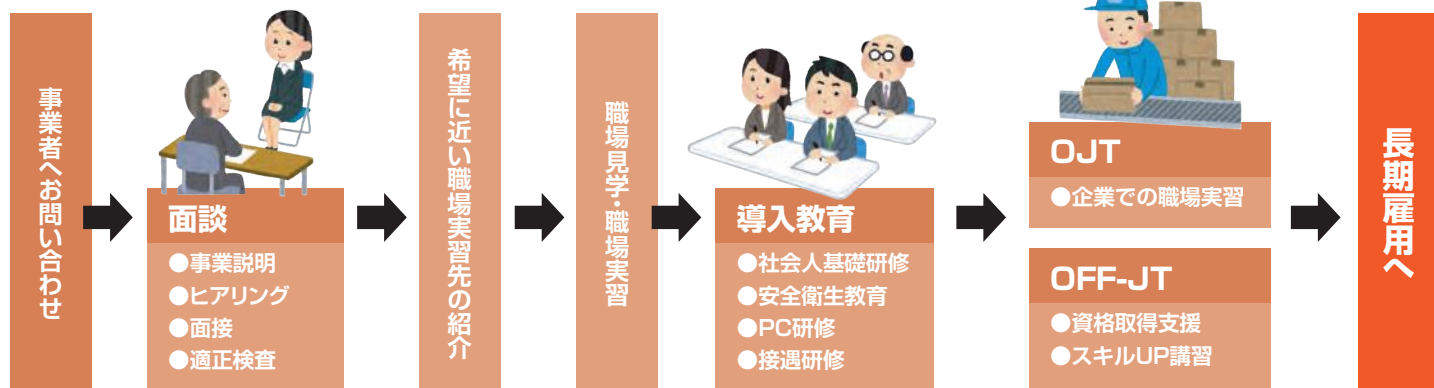 事業者へお問い合わせ
面談
●事業説明
●ヒアリング
●面接
●適正検査
希望に近い職場実習先の紹介
職場見学・職場実習
導入教育
●社会人基礎研修
●安全衛生教育
●PC研修
●接遇研修
OJT
●企業での職場実習
OFF-JT
●資格取得支援
●スキルUP講習
長期雇用へ